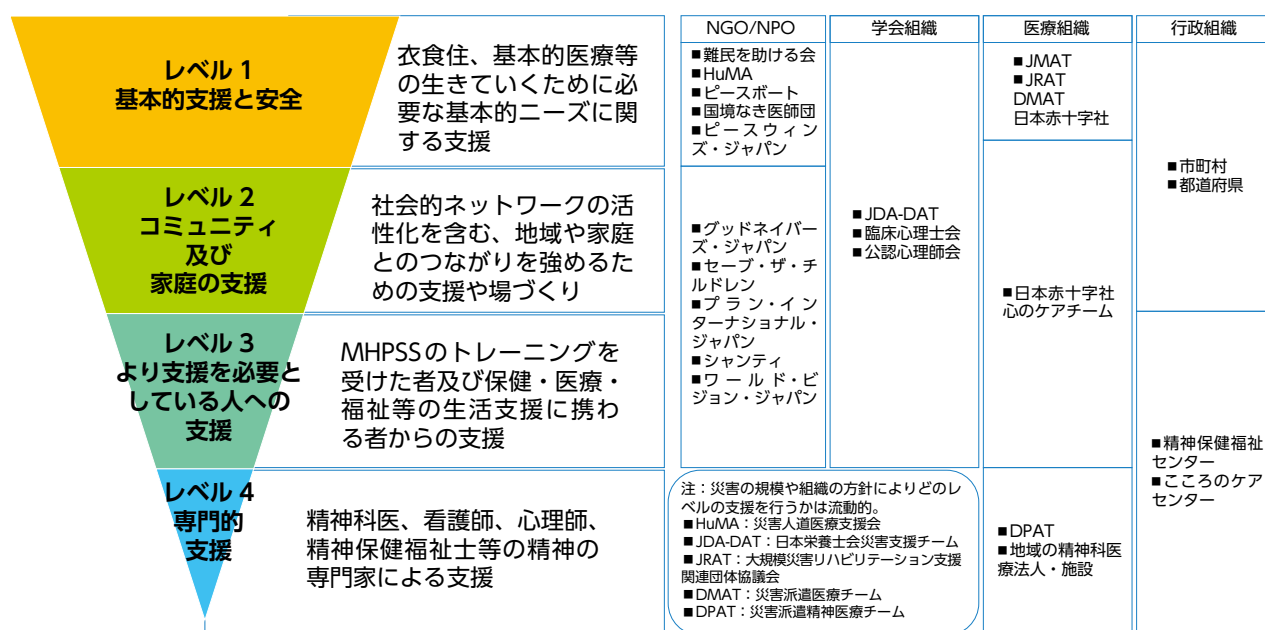 レベル 1
基本的支援と安全
衣食住、基本的医療等
の生きていくために必
要な基本的ニーズに関
する支援
レベル 2
コミュニティ
及び
家庭の支援
社会的ネットワークの活
性化を含む、地域や家庭
とのつながりを強めるた
めの支援や場づくり
レベル 3
より支援を必要と
している人への
支援
MHPSSのトレーニングを
受けた者及び保健・医療・
福祉等の生活支援に携わ
る者からの支援
レベル 4
専門的
支援
精神科医、看護師、心理師、
精神保健福祉士等の精神の
専門家による支援
NGO/NPO
■難民を助ける会
■HuMA
■ピースボート
■国境なき医師団
■ピースウィン
ズ・ジャパン
■グッドネイバー
ズ・ジャパン
■セーブ・ザ・チ
ルドレン
■プラン・イン
ターナショナル・
ジャパン
■シャンティ
■ワールド・ビ
ジョン・ジャパン
学会組織
■JDA-DAT
■臨床心理士会
■公認心理師会
医療組織
■JMAT
■JRAT
DMAT
日本赤十字社
■日本赤十字社
心のケアチーム
■DPAT
■地域の精神科医
療法人・施設
行政組織
■市町村
■都道府県
■精神保健福祉
センター
■こころのケア
センター
注：災害の規模や組織の方針によりどのレ
ベルの支援を行うかは流動的。
■HuMA：災害人道医療支援会
■JDA-DAT：日本栄養士会災害支援チーム
■JRAT：大規模災害リハビリテーション支援
関連団体協議会
■DMAT：災害派遣医療チーム
■DPAT：災害派遣精神医療チーム